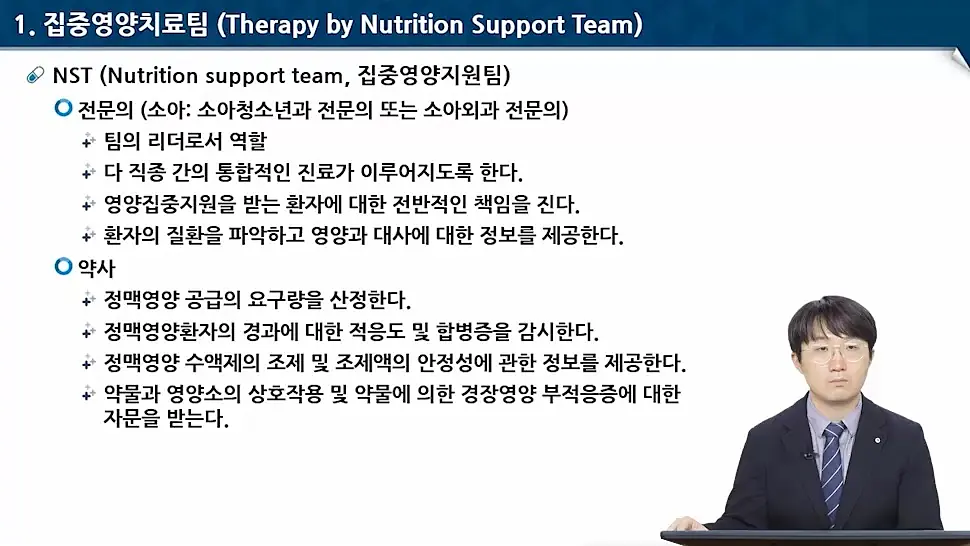 1. 집중영양치료팀 (Therapy by Nutrition Support Team)
NST (Nutrition support team, 집중영양지원팀)
전문의 (소아: 소아청소년과 전문의 또는 소아외과 전문의)
팀의 리더로서 역할
다 직종 간의 통합적인 진료가 이루어지도록 한다.
영양집중지원을 받는 환자에 대한 전반적인 책임을 진다.
환자의 질환을 파악하고 영양과 대사에 대한 정보를 제공한다.
약사
정맥영양 공급의 요구량을 산정한다.
정맥영양환자의 경과에 대한 적응도 및 합병증을 감시한다.
정맥영양 수액제의 조제 및 조제액의 안정성에 관한 정보를 제공한다.
약물과 영양소의 상호작용 및 약물에 의한 경장영양 부적응증에 대한
자문을 받는다.